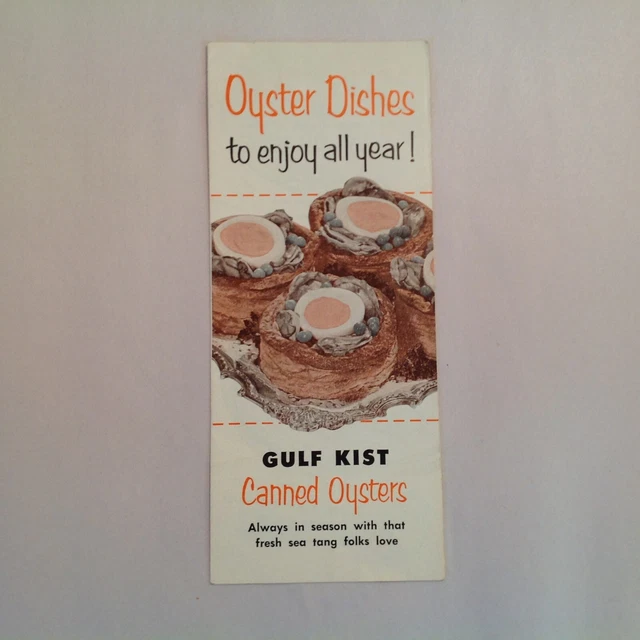 Oyster Dishes
to enjoy all year!
GULF KIST
Canned Oysters
Always in season with that
fresh sea tang folks love